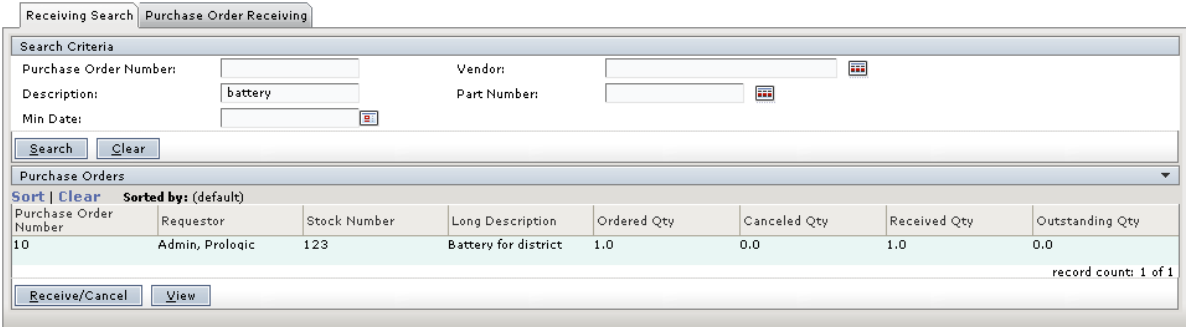 Receiving Search Purchase Order Receiving
Search Criteria
Purchase Order Number: Vendor:
Description: battery Part Number:
Min Date:
Search Clear
Purchase Orders
Sort | Clear Sorted by: (default)
Purchase Order Number Requestor Stock Number Long Description Ordered Qty Canceled Qty Received Qty Outstanding Qty
10 Admin, Prologic 123 Battery for district 1.0 0.0 1.0 0.0
record count: 1 of 1
Receive/Cancel View